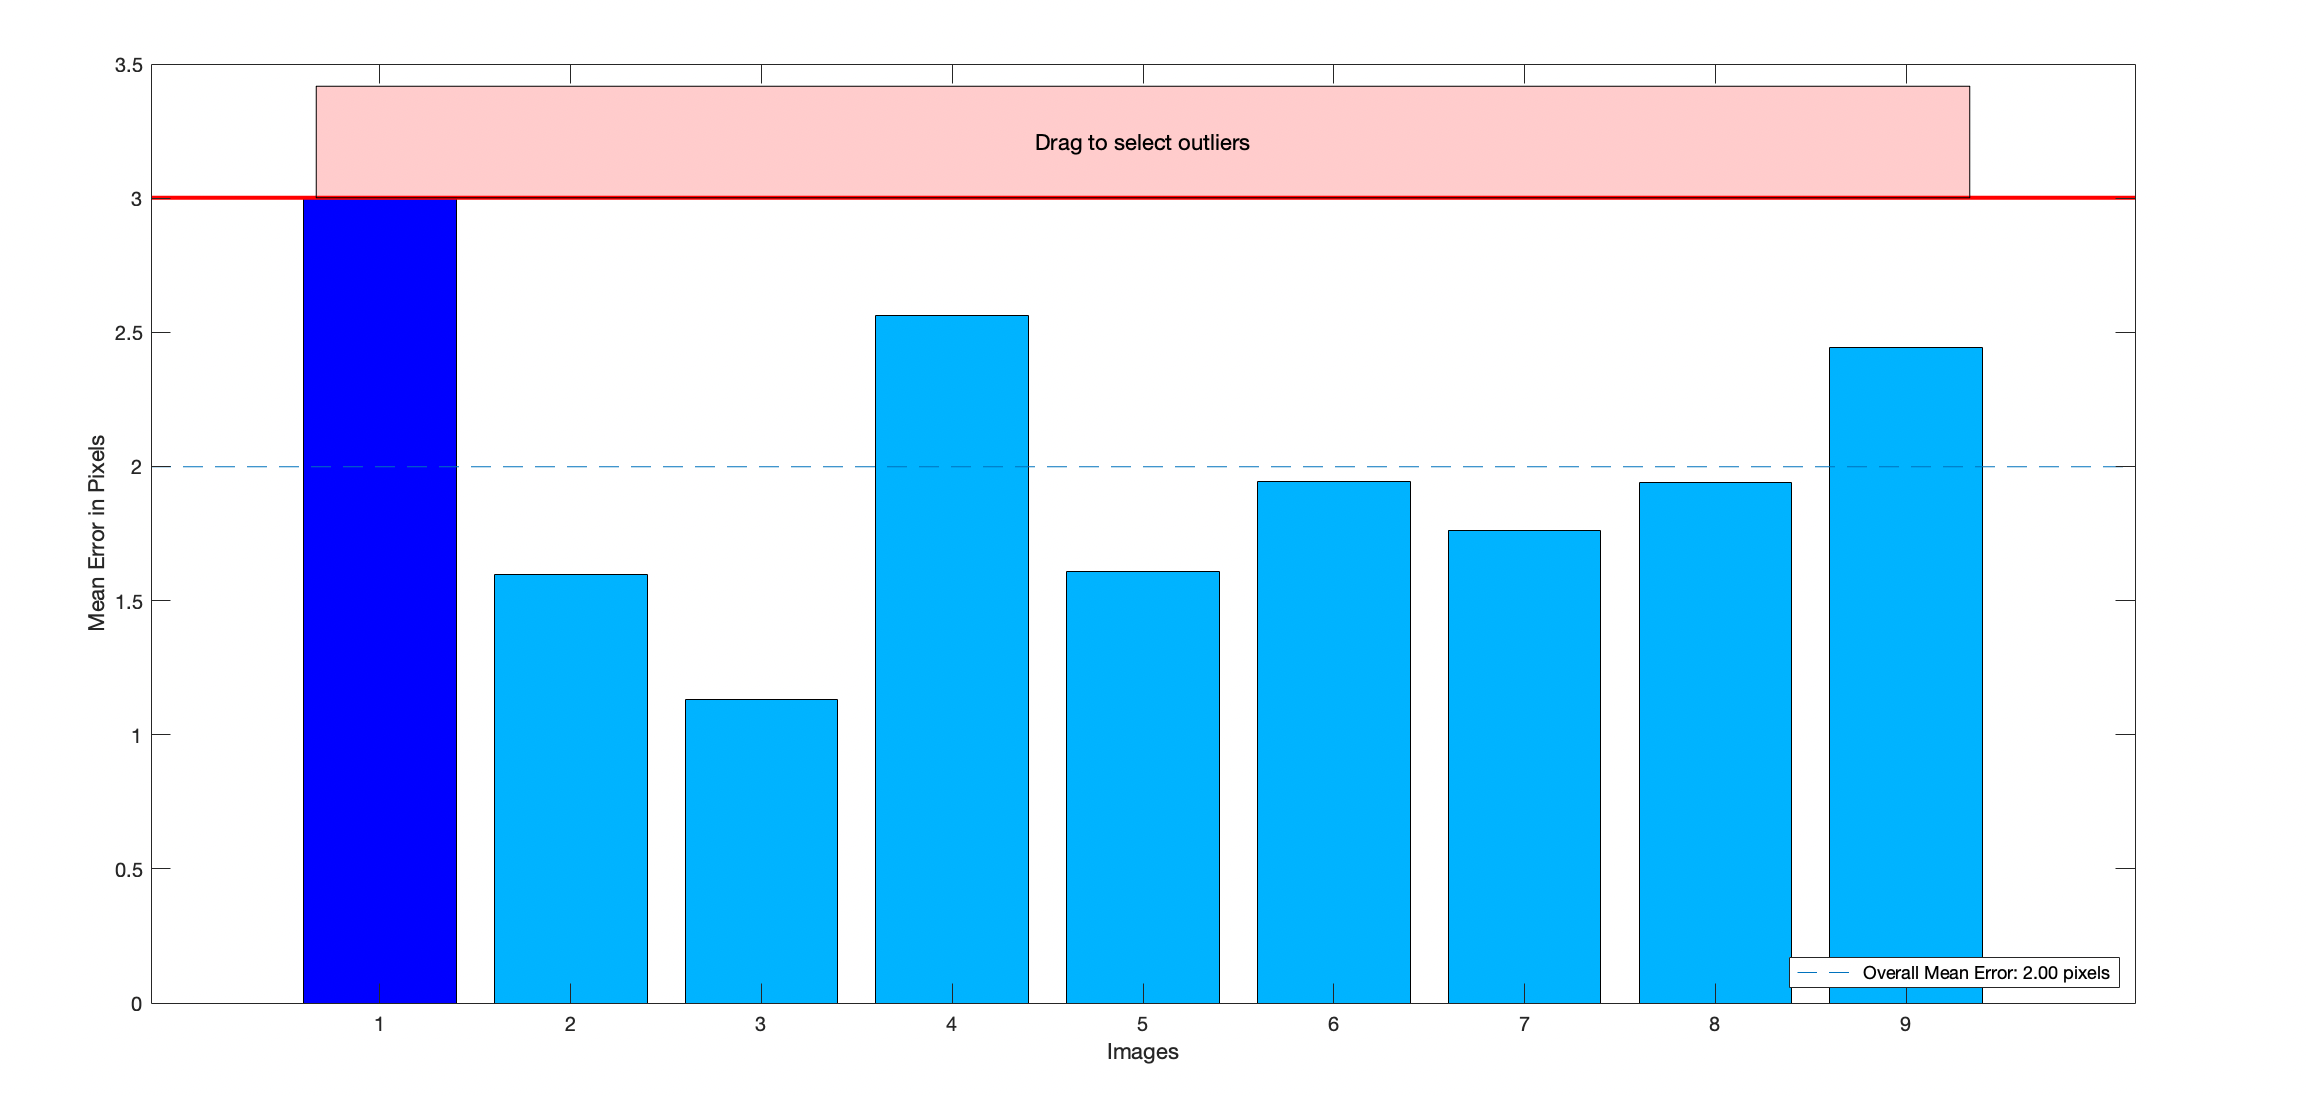 3.5
Drag to select outliers
3
2.5
2
1.5
1
0.5
0
Mean Error in Pixels
Overall Mean Error: 2.00 pixels
1 2 3 4 5 6 7 8 9
Images